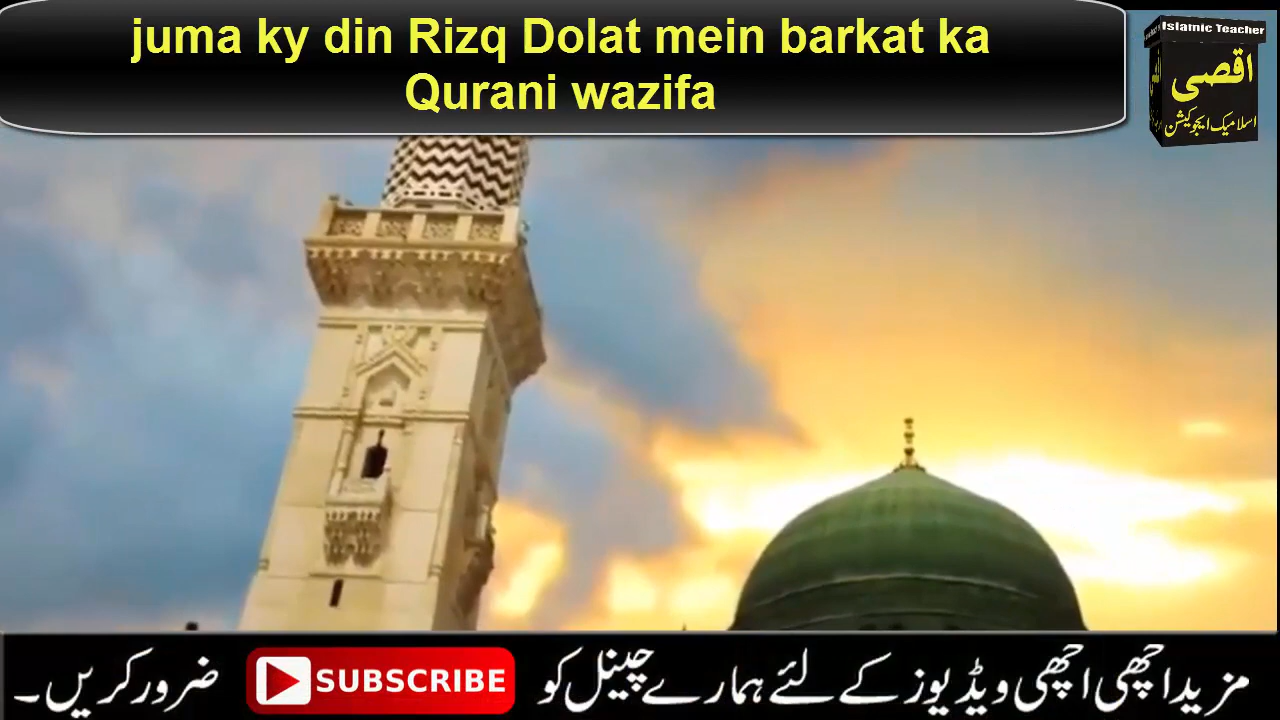 juma ky din Rizq Dolat mein barkat ka
Qurani wazifa
Islamic Teacher
اقصیٰ
اسلامیک ایجوکیشن
مزید اچھی اچھی ویڈیوز کے لئے ہمارے چینل کو SUBSCRIBE ضرور کریں۔